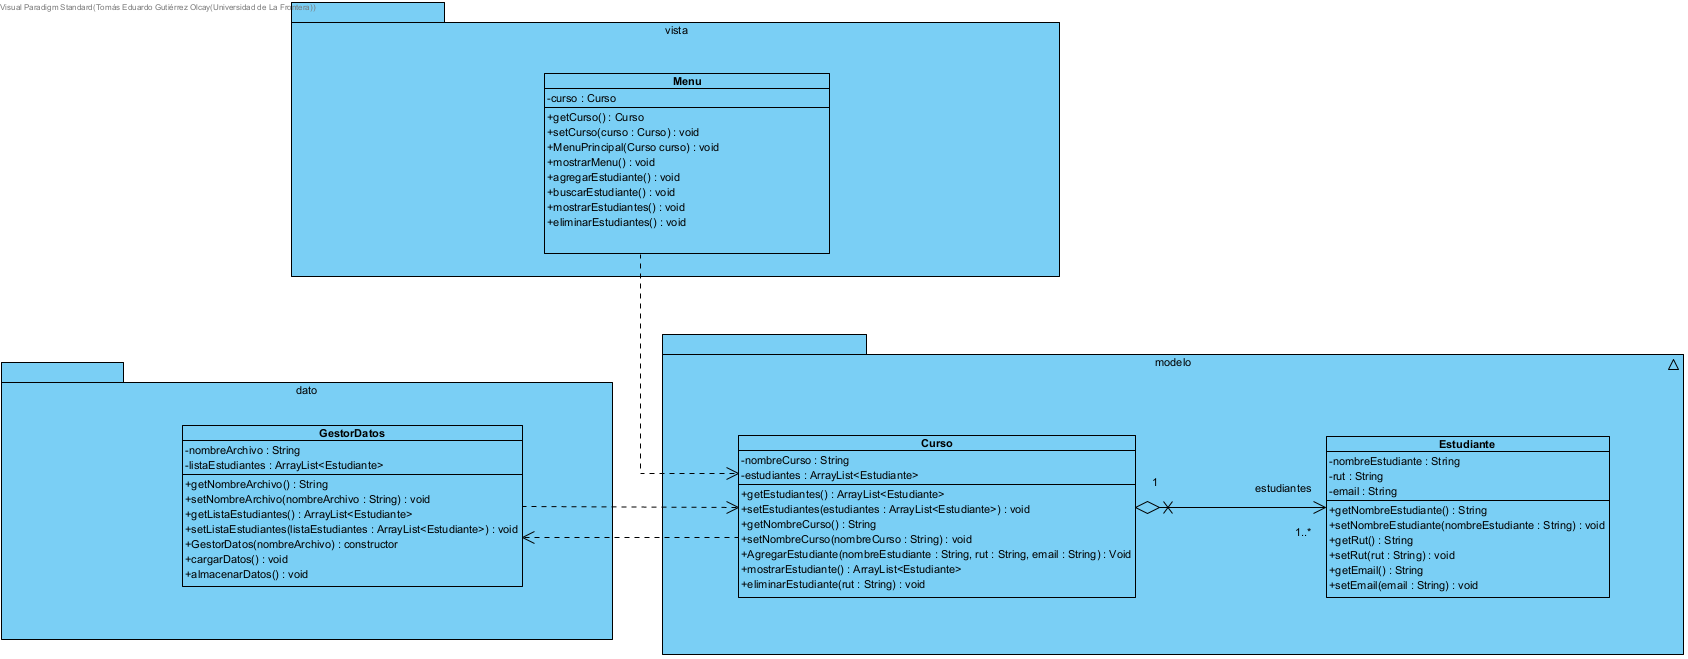 Visual Paradigm Standard(Tomás Eduardo Gutiérrez Olcay(Universidad de La Frontera))
vista
Menu
-curso : Curso
+getCurso() : Curso
+setCurso(curso : Curso) : void
+MenuPrincipal(Curso curso) : void
+mostrarMenu() : void
+agregarEstudiante() : void
+buscarEstudiante() : void
+mostrarEstudiantes() : void
+eliminarEstudiantes() : void
dato
GestorDatos
-nombreArchivo : String
-listaEstudiantes : ArrayList<Estudiante>
+getNombreArchivo() : String
+setNombreArchivo(nombreArchivo : String) : void
+getListaEstudiantes() : ArrayList<Estudiante>
+setListaEstudiantes(listaEstudiantes : ArrayList<Estudiante>) : void
+GestorDatos(nombreArchivo) : constructor
+cargarDatos() : void
+almacenarDatos() : void
modelo
Curso
-nombreCurso : String
-estudiantes : ArrayList<Estudiante>
+getEstudiantes() : ArrayList<Estudiante>
+setEstudiantes(estudiantes : ArrayList<Estudiante>) : void
+getNombreCurso() : String
+setNombreCurso(nombreCurso : String) : void
+AgregarEstudiante(nombreEstudiante : String, rut : String, email : String) : Void
+mostrarEstudiante() : ArrayList<Estudiante>
+eliminarEstudiante(rut : String) : void
1
estudiantes
1..*
Estudiante
-nombreEstudiante : String
-rut : String
-email : String
+getNombreEstudiante() : String
+setNombreEstudiante(nombreEstudiante : String) : void
+getRut() : String
+setRut(rut : String) : void
+getEmail() : String
+setEmail(email : String) : void